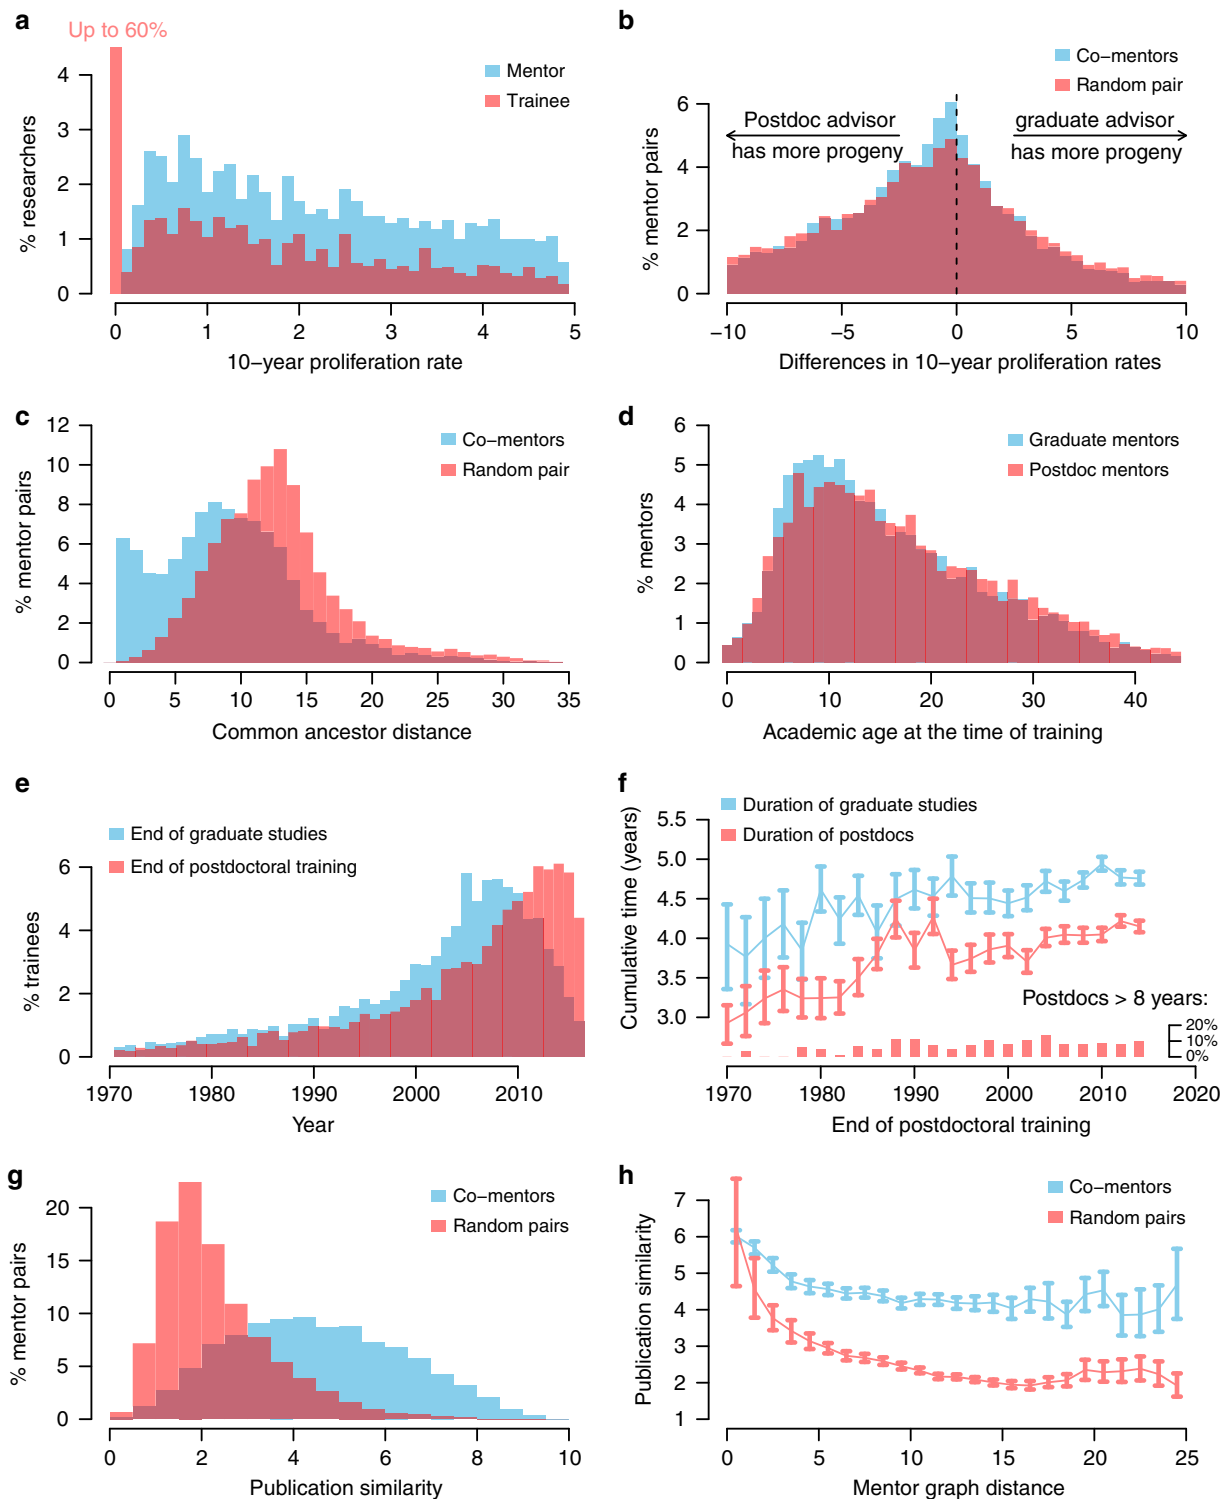 a
Up to 60%
Mentor
Trainee
% researchers
4
3
2
1
0
0 1 2 3 4 5
10−year proliferation rate
b
Co−mentors
Random pair
Postdoc advisor
has more progeny
graduate advisor
has more progeny
% mentor pairs
6
4
2
0
−10 −5 0 5 10
Differences in 10−year proliferation rates
c
Co−mentors
Random pair
% mentor pairs
12
10
8
6
4
2
0
0 5 10 15 20 25 30 35
Common ancestor distance
d
Graduate mentors
Postdoc mentors
% mentors
6
5
4
3
2
1
0
0 10 20 30 40
Academic age at the time of training
e
End of graduate studies
End of postdoctoral training
% trainees
6
4
2
0
1970 1980 1990 2000 2010
Year
f
Duration of graduate studies
Duration of postdocs
Cumulative time (years)
5.5
5.0
4.5
4.0
3.5
3.0
Postdocs > 8 years:
20%
10%
0%
1970 1980 1990 2000 2010 2020
End of postdoctoral training
g
Co−mentors
Random pairs
% mentor pairs
20
15
10
5
0
0 2 4 6 8 10
Publication similarity
h
Co−mentors
Random pairs
Publication similarity
7
6
5
4
3
2
1
0 5 10 15 20 25
Mentor graph distance